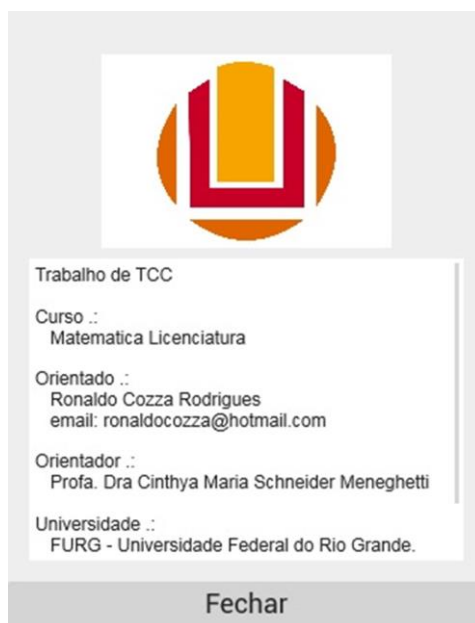 Trabalho de TCC
Curso .:
Matematica Licenciatura
Orientado .:
Ronaldo Cozza Rodrigues
email: ronaldocozza@hotmail.com
Orientador .:
Profa. Dra Cinthya Maria Schneider Meneghetti
Universidade .:
FURG - Universidade Federal do Rio Grande.
Fechar